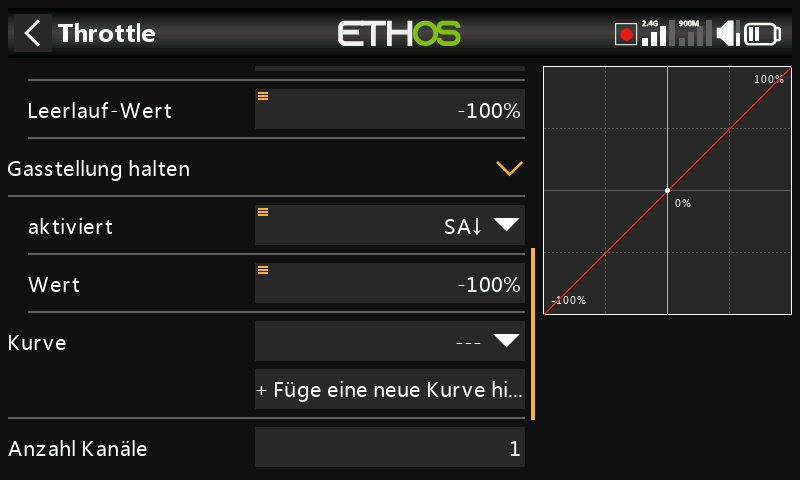 Throttle
ETHOS
2.4G
900M
Leerlauf-Wert
-100%
Gasstellung halten
aktiviert
SA↓
Wert
-100%
Kurve
---
+ Füge eine neue Kurve hi...
Anzahl Kanäle
1
100%
0%
-100%